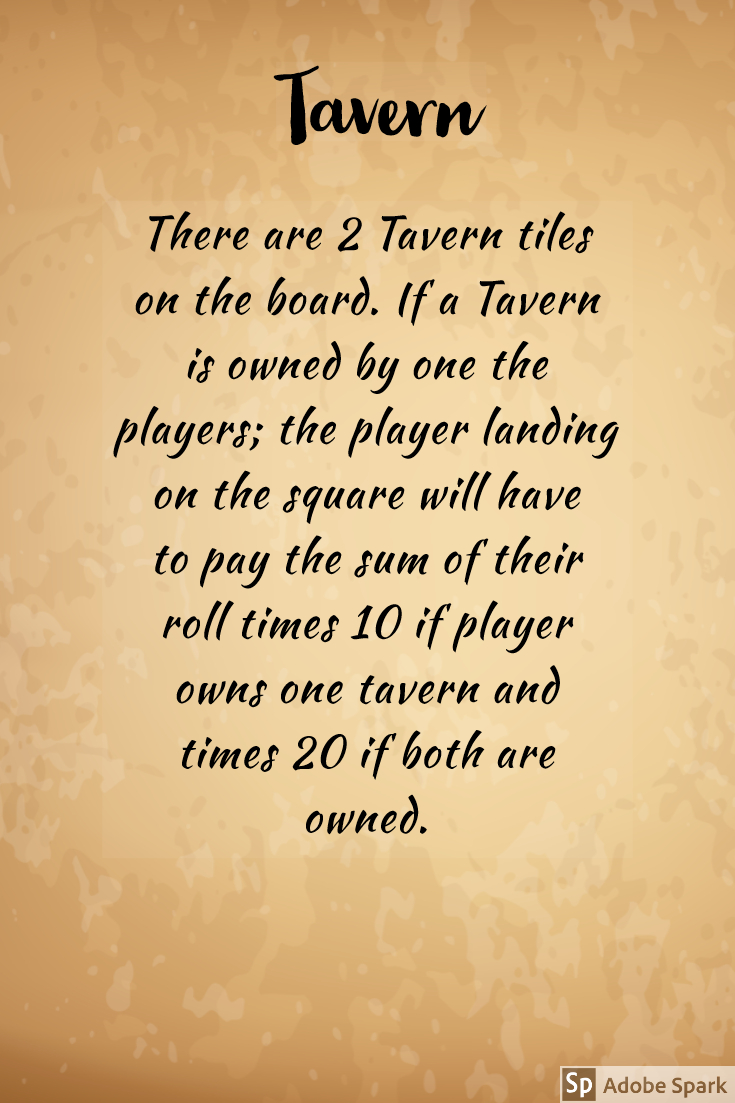 Tavern
There are 2 Tavern tiles
on the board. If a Tavern
is owned by one the
players; the player landing
on the square will have
to pay the sum of their
roll times 10 if player
owns one tavern and
times 20 if both are
owned.
Sp Adobe Spark